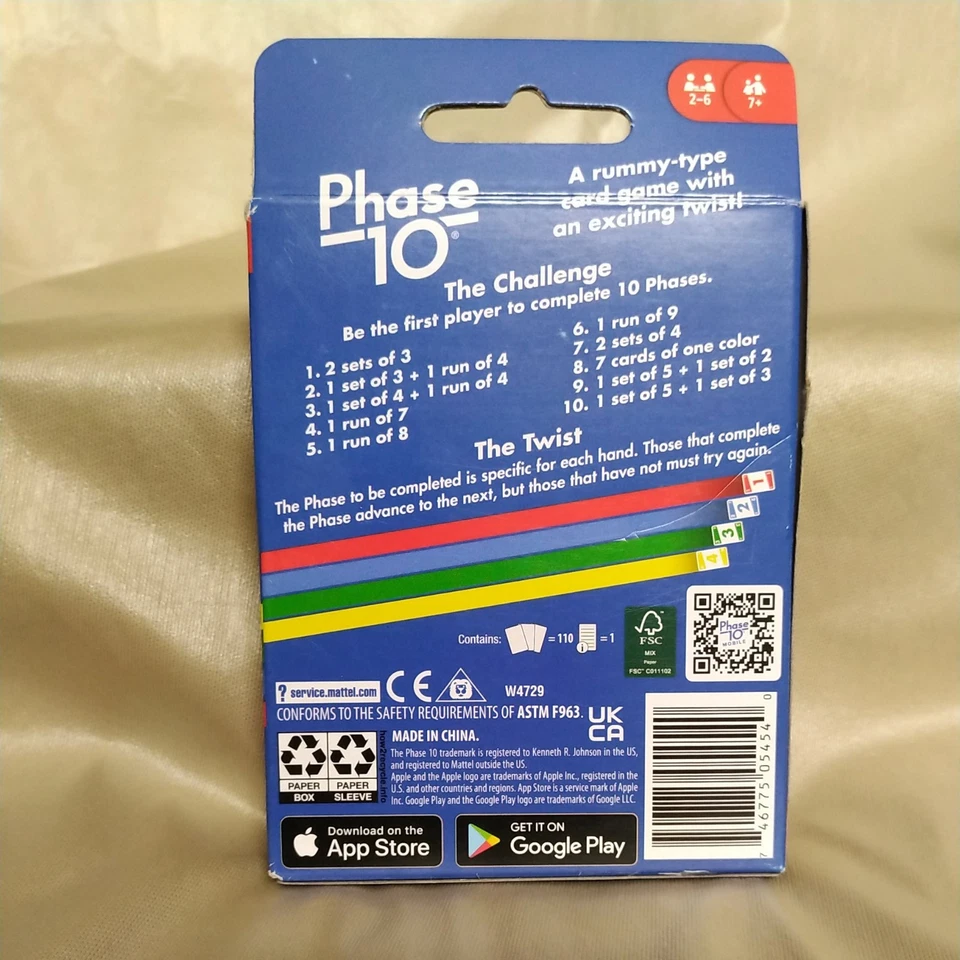 2-6
7+
Phase
10®
A rummy-type
card game with
an exciting twist!
The Challenge
Be the first player to complete 10 Phases.
1. 2 sets of 3
2. 1 set of 3 + 1 run of 4
3. 1 set of 4 + 1 run of 4
4. 1 run of 7
5. 1 run of 8
6. 1 run of 9
7. 2 sets of 4
8. 7 cards of one color
9. 1 set of 5 + 1 set of 2
10. 1 set of 5 + 1 set of 3
The Twist
The Phase to be completed is specific for each hand. Those that complete
the Phase advance to the next, but those that have not must try again.
1
2
3
4
Contains: = 110 = 1
FSC
MIX
Paper
FSC™ C011102
Phase
10
MOBILE
? service.mattel.com
CE
W4729
CONFORMS TO THE SAFETY REQUIREMENTS OF ASTM F963.
UK
CA
MADE IN CHINA.
The Phase 10 trademark is registered to Kenneth R. Johnson in the US,
and registered to Mattel outside the US.
Apple and the Apple logo are trademarks of Apple Inc., registered in the
U.S. and other countries and regions. App Store is a service mark of Apple
Inc. Google Play and the Google Play logo are trademarks of Google LLC.
PAPER
BOX
PAPER
SLEEVE
how2recycle.info
Download on the
App Store
GET IT ON
Google Play
7 46775 05454 0